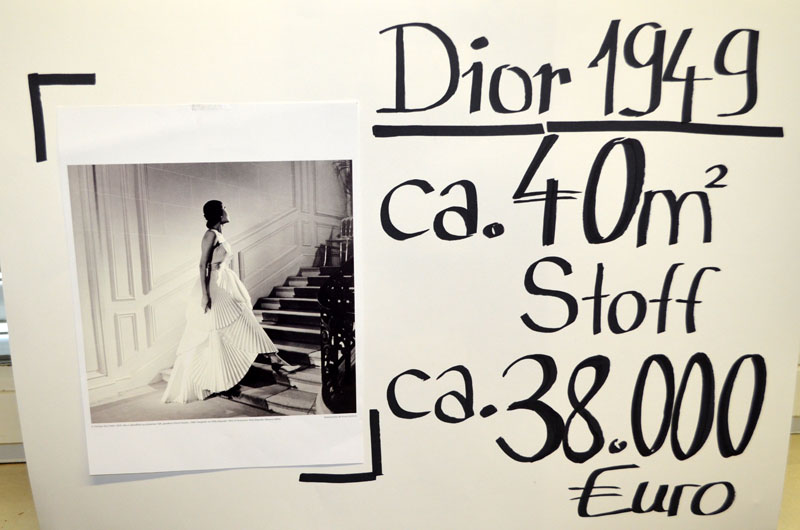 Dior 1949
ca. 40m²
Stoff
ca. 38.000
Euro